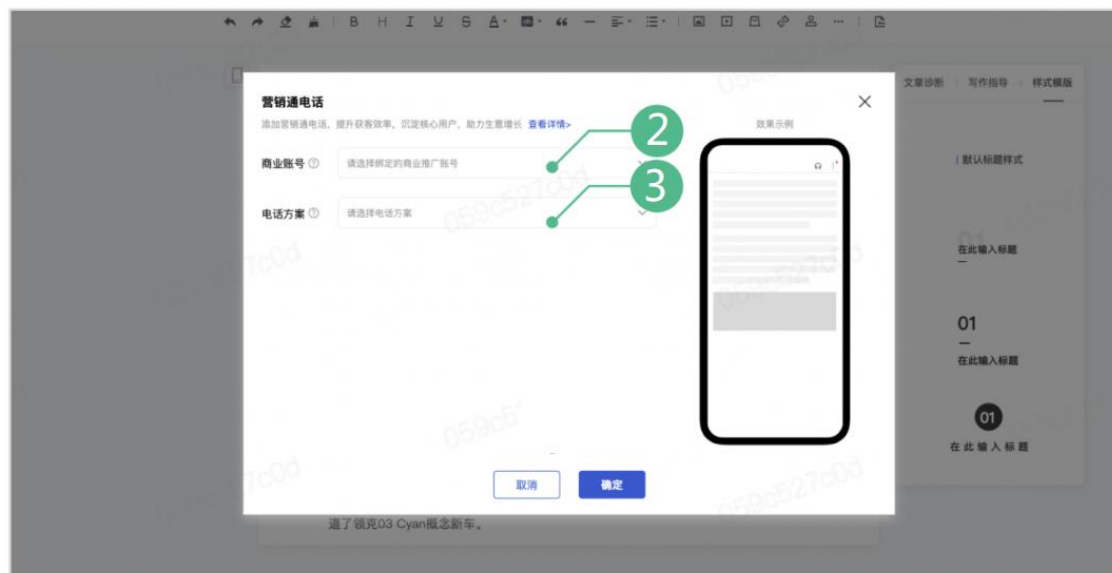 B H I U S A
文章诊断 写作指导 样式模版
营销通电话
添加营销通电话，提升获客效率，沉淀核心用户，助力生意增长 查看详情>
效果示例
2
商业账号 ? 请选择绑定的商业推广账号
默认标题样式
3
电话方案 ? 请选择电话方案
059c527c0d
01
在此输入标题
01
在此输入标题
01
在此输入标题
取消 确定
道了领克03 Cyan概念新车。